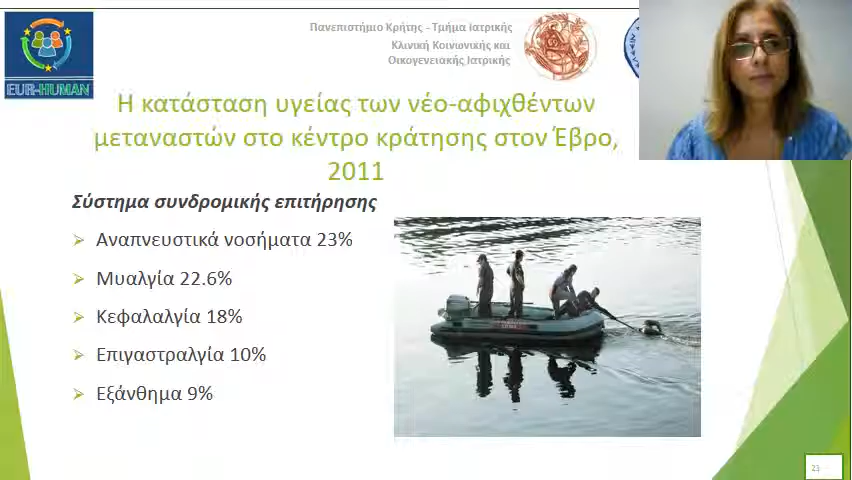 Πανεπιστήμιο Κρήτης - Τμήμα Ιατρικής
Κλινική Κοινωνικής και
Οικογενειακής Ιατρικής
EUR-HUMAN
Η κατάσταση υγείας των νέο-αφιχθέντων
μεταναστών στο κέντρο κράτησης στον Έβρο,
2011
Σύστημα συνδρομικής επιτήρησης
Αναπνευστικά νοσήματα 23%
Μυαλγία 22.6%
Κεφαλαλγία 18%
Επιγαστραλγία 10%
Εξάνθημα 9%